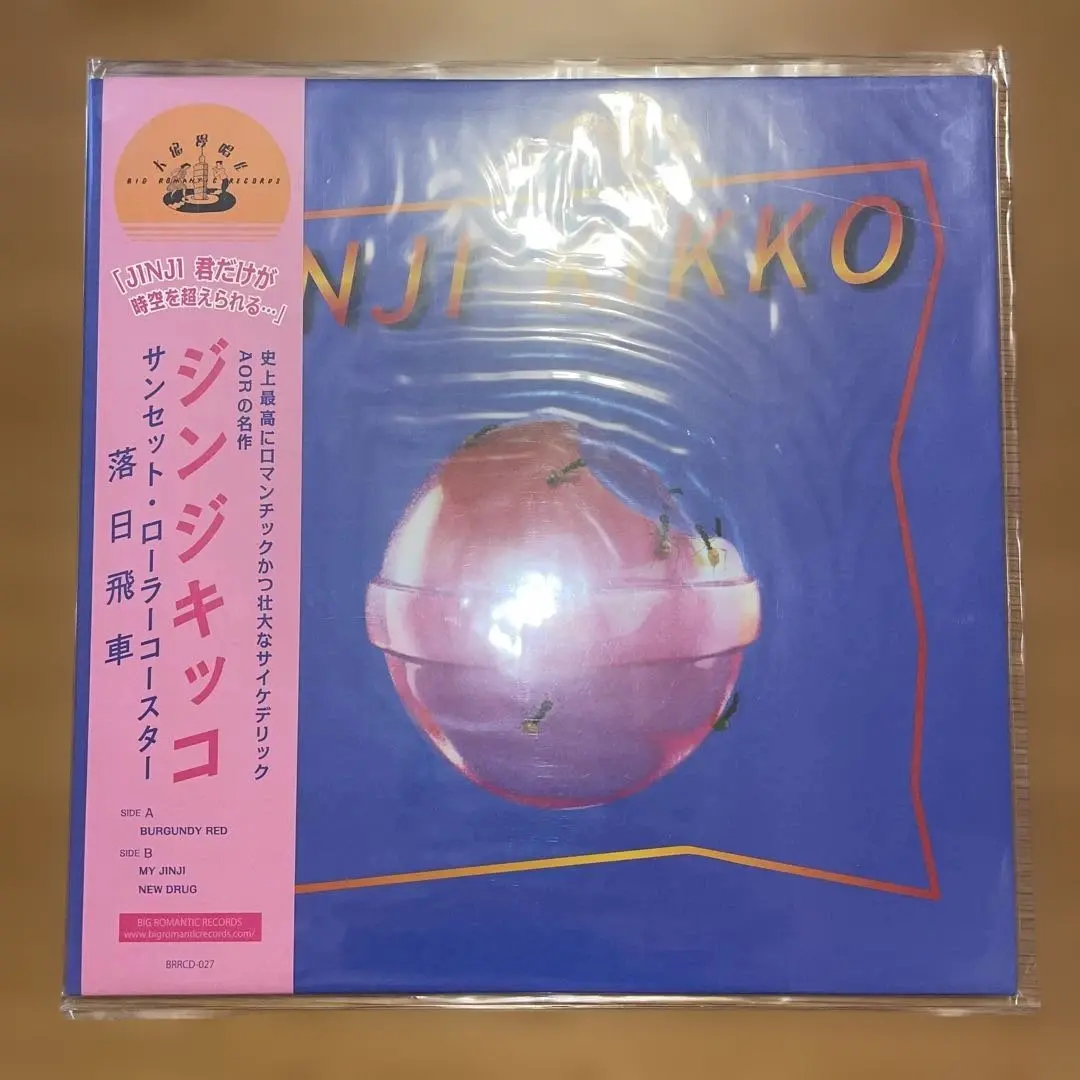 大浪漫唱片
BIG ROMANTIC RECORDS
「JINJI 君だけが
時空を超えられる…」
史上最高にロマンチックかつ壮大なサイケデリック
AORの名作
ジンジキッコ
サンセット・ローラーコースター
落日飛車
SIDE A
BURGUNDY RED
SIDE B
MY JINJI
NEW DRUG
BIG ROMANTIC RECORDS
www.bigromanticrecords.com/
BRRCD-027
NJI KIKKO